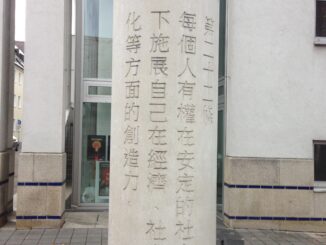 第二十二條
每個人有權在安定的社
下施展自己在經濟、社
化等方面的創造力